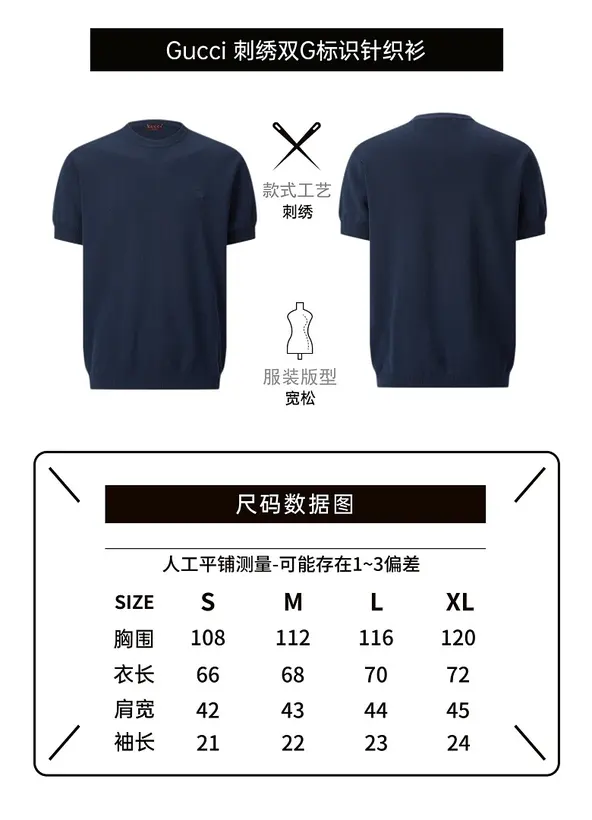 Gucci 刺绣双G标识针织衫
款式工艺
刺绣
服装版型
宽松
尺码数据图
人工平铺测量-可能存在1~3偏差
SIZE S M L XL
胸围 108 112 116 120
衣长 66 68 70 72
肩宽 42 43 44 45
袖长 21 22 23 24